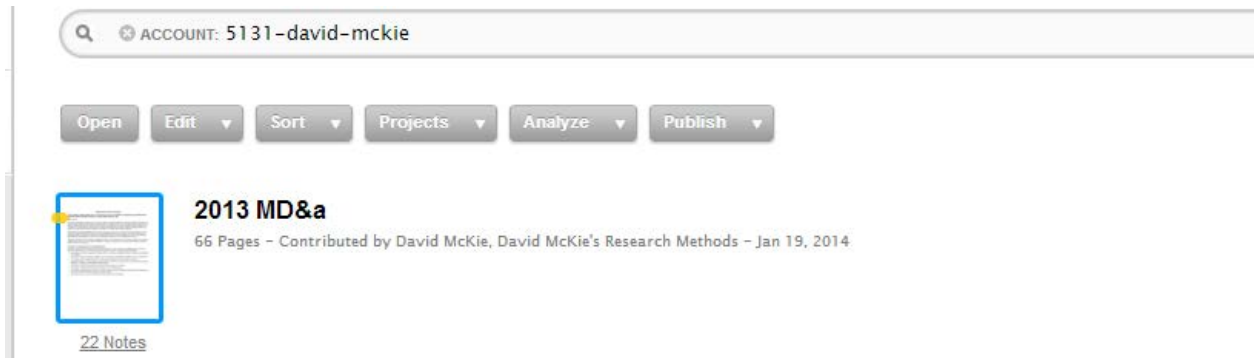 ACCOUNT: 5131-david-mckie
Open Edit Sort Projects Analyze Publish
2013 MD&a
66 Pages – Contributed by David McKie, David McKie's Research Methods – Jan 19, 2014
22 Notes